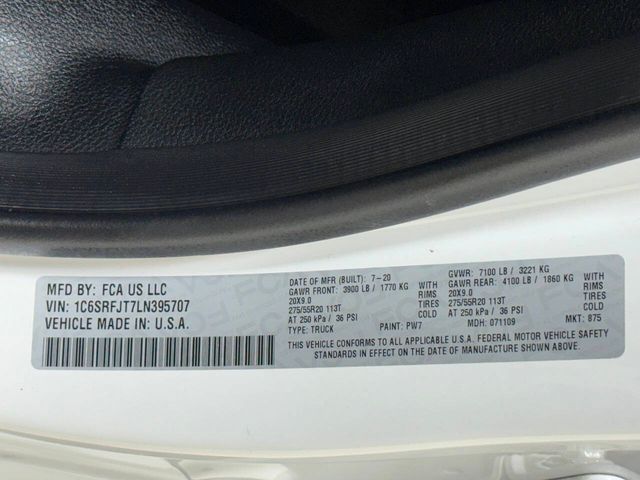 MFD BY: FCA US LLC
VIN: 1C6SRFJT7LN395707
VEHICLE MADE IN: U.S.A.
DATE OF MFR (BUILT): 7-20
GVWR: 7100 LB / 3221 KG
GAWR FRONT: 3900 LB / 1770 KG WITH
GAWR REAR: 4100 LB / 1860 KG WITH
20X9.0 RIMS
20X9.0 RIMS
275/55R20 113T TIRES
275/55R20 113T TIRES
AT 250 kPa / 36 PSI COLD
AT 250 kPa / 36 PSI COLD
TYPE: TRUCK PAINT: PW7 MDH: 071109 MKT: 875
THIS VEHICLE CONFORMS TO ALL APPLICABLE U.S.A. FEDERAL MOTOR VEHICLE SAFETY
STANDARDS IN EFFECT ON THE DATE OF MANUFACTURE SHOWN ABOVE.